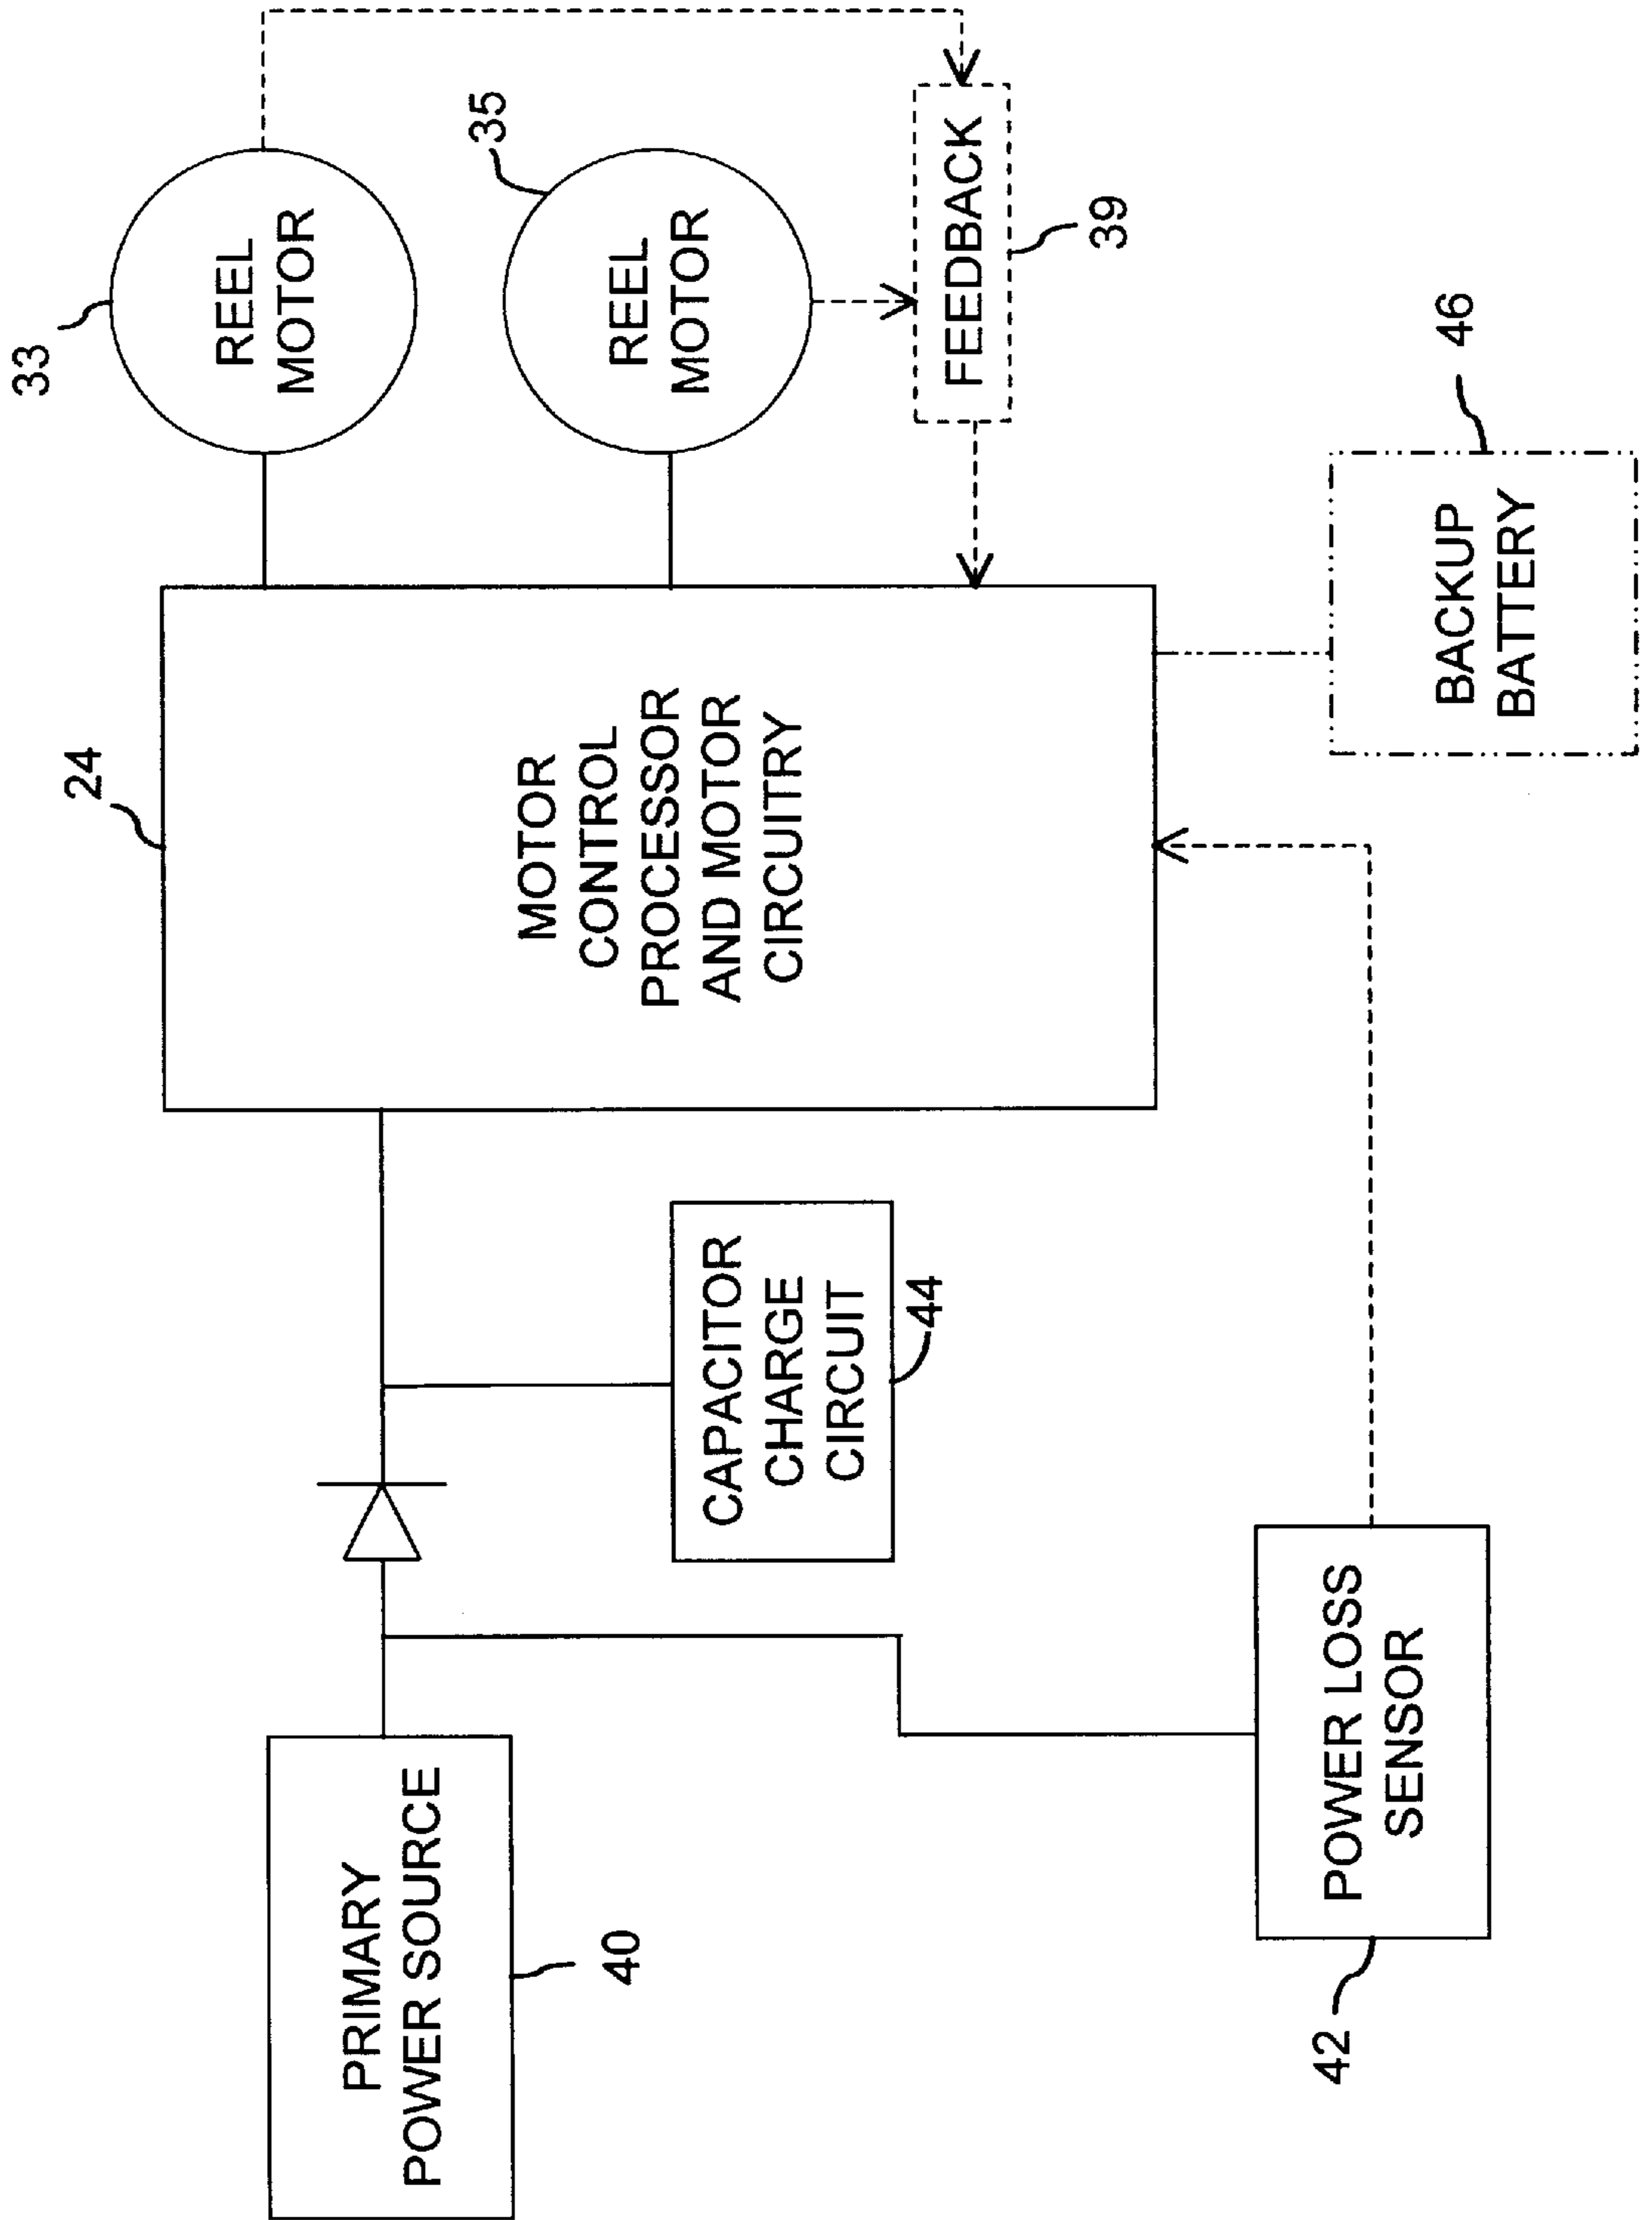 33
REEL
MOTOR
35
REEL
MOTOR
FEEDBACK
39
24
MOTOR
CONTROL
PROCESSOR
AND MOTOR
CIRCUITRY
BACKUP
BATTERY
46
CAPACITOR
CHARGE
CIRCUIT
44
PRIMARY
POWER SOURCE
40
POWER LOSS
SENSOR
42